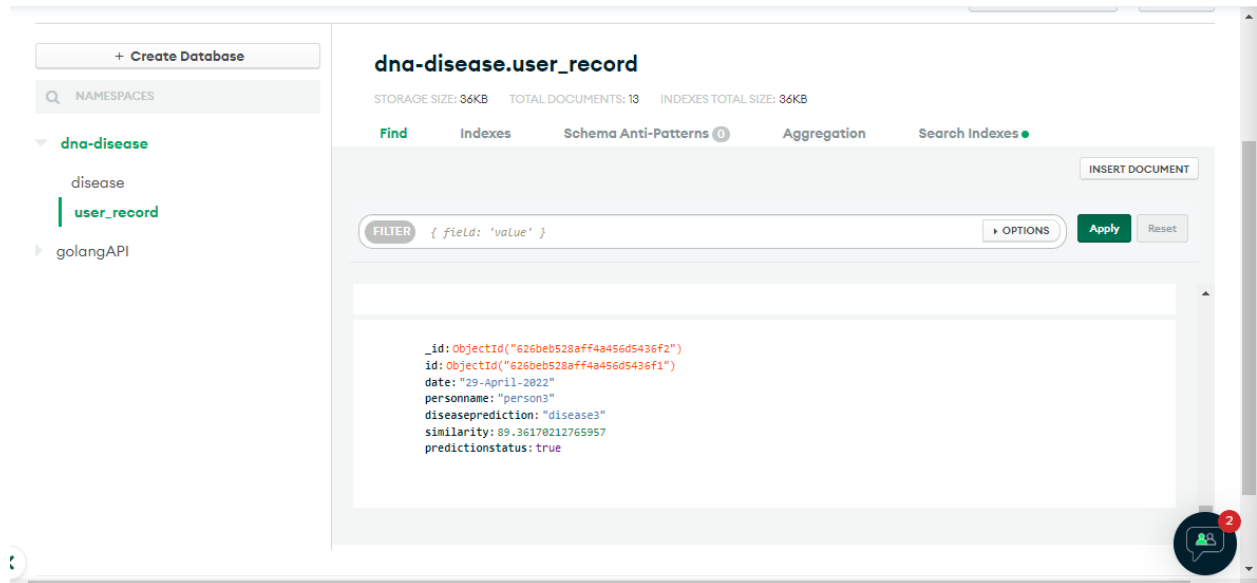 + Create Database
NAMESPACES
dna-disease
disease
user_record
golangAPI
dna-disease.user_record
STORAGE SIZE: 36KB TOTAL DOCUMENTS: 13 INDEXES TOTAL SIZE: 36KB
Find Indexes Schema Anti-Patterns 0 Aggregation Search Indexes
INSERT DOCUMENT
FILTER { field: 'value' } OPTIONS Apply Reset
_id: ObjectId("626beb528aff4a456d5436f2")
id: ObjectId("626beb528aff4a456d5436f1")
date: "29-April-2022"
personname: "person3"
diseaseprediction: "disease3"
similarity: 89.36170212765957
predictionstatus: true
2